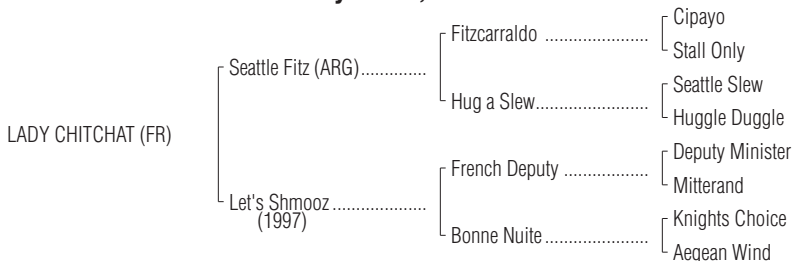 Cipayo
Fitzcarraldo ......................
Stall Only
Seattle Fitz (ARG)..............
Seattle Slew
Hug a Slew........................
Huggle Duggle
LADY CHITCHAT (FR)
Deputy Minister
French Deputy ..................
Mitterand
Let's Shmooz ....................
(1997)
Knights Choice
Bonne Nuite......................
Aegean Wind